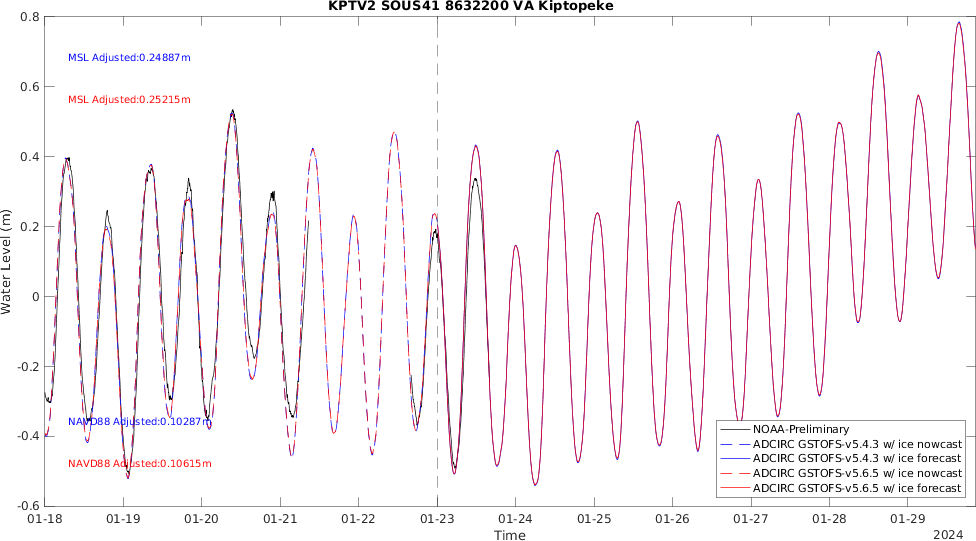 KPTV2 SOUS41 8632200 VA Kiptopeke
0.8
0.6
0.4
0.2
0
-0.2
-0.4
-0.6
Water Level (m)
MSL Adjusted:0.24887m
MSL Adjusted:0.25215m
NAVD88 Adjusted:0.10287m
NAVD88 Adjusted:0.10615m
NOAA-Preliminary
ADCIRC GSTOFS-v5.4.3 w/ ice nowcast
ADCIRC GSTOFS-v5.4.3 w/ ice forecast
ADCIRC GSTOFS-v5.6.5 w/ ice nowcast
ADCIRC GSTOFS-v5.6.5 w/ ice forecast
01-18 01-19 01-20 01-21 01-22 01-23 01-24 01-25 01-26 01-27 01-28 01-29
Time
2024